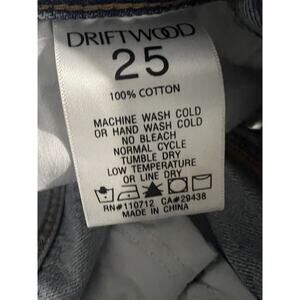 DRIFTWOOD
25
100% COTTON
MACHINE WASH COLD
OR HAND WASH COLD
NO BLEACH
NORMAL CYCLE
TUMBLE DRY
LOW TEMPERATURE
OR LINE DRY
RN#110712 CA#29438
MADE IN CHINA